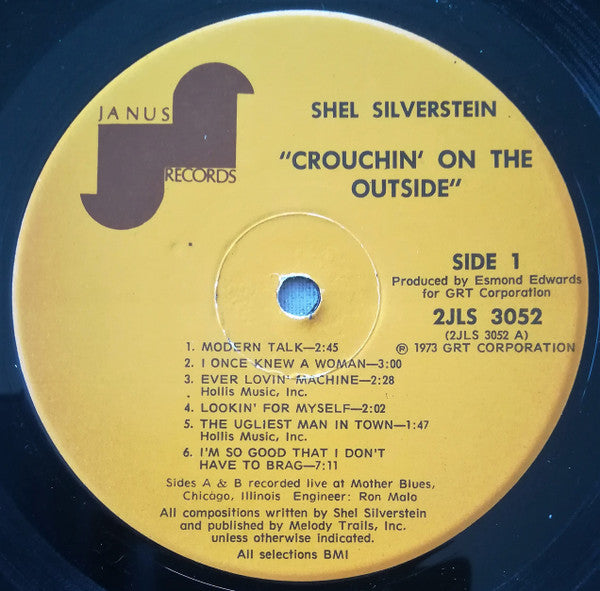 JANUS
RECORDS
SHEL SILVERSTEIN
"CROUCHIN' ON THE
OUTSIDE"
SIDE 1
Produced by Esmond Edwards
for GRT Corporation
2JLS 3052
(2JLS 3052 A)
℗ 1973 GRT CORPORATION
1. MODERN TALK—2:45
2. I ONCE KNEW A WOMAN—3:00
3. EVER LOVIN' MACHINE—2:28
Hollis Music, Inc.
4. LOOKIN' FOR MYSELF—2:02
5. THE UGLIEST MAN IN TOWN—1:47
Hollis Music, Inc.
6. I'M SO GOOD THAT I DON'T
HAVE TO BRAG—7:11
Sides A & B recorded live at Mother Blues,
Chicago, Illinois Engineer: Ron Malo
All compositions written by Shel Silverstein
and published by Melody Trails, Inc.
unless otherwise indicated.
All selections BMI